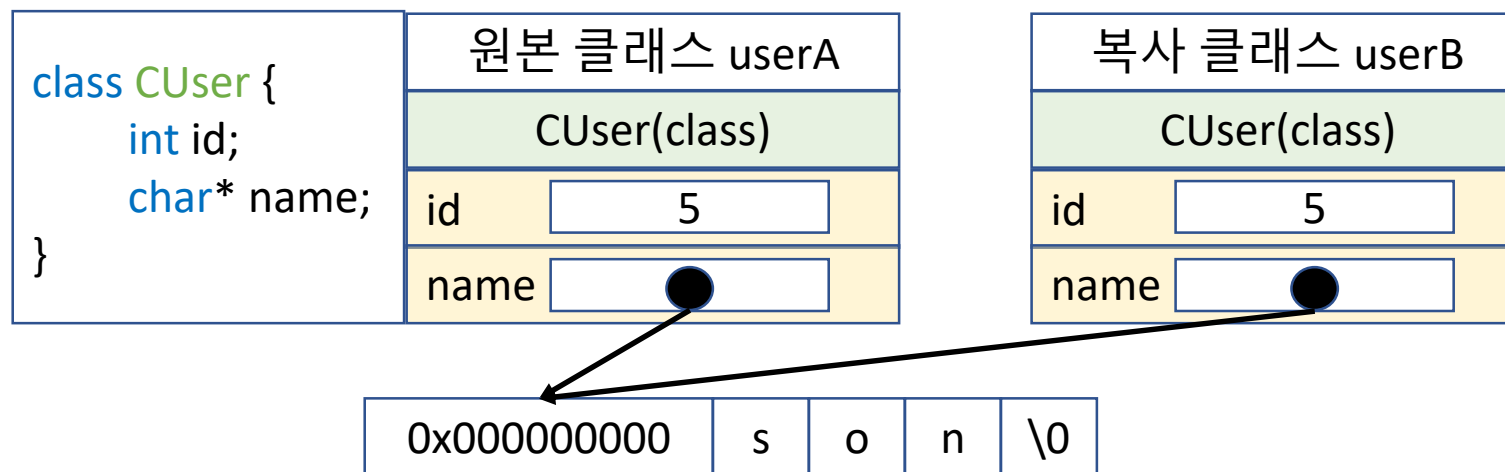 class CUser {
int id;
char* name;
}
원본 클래스 userA
CUser(class)
id 5
name
복사 클래스 userB
CUser(class)
id 5
name
0x000000000 s o n \0